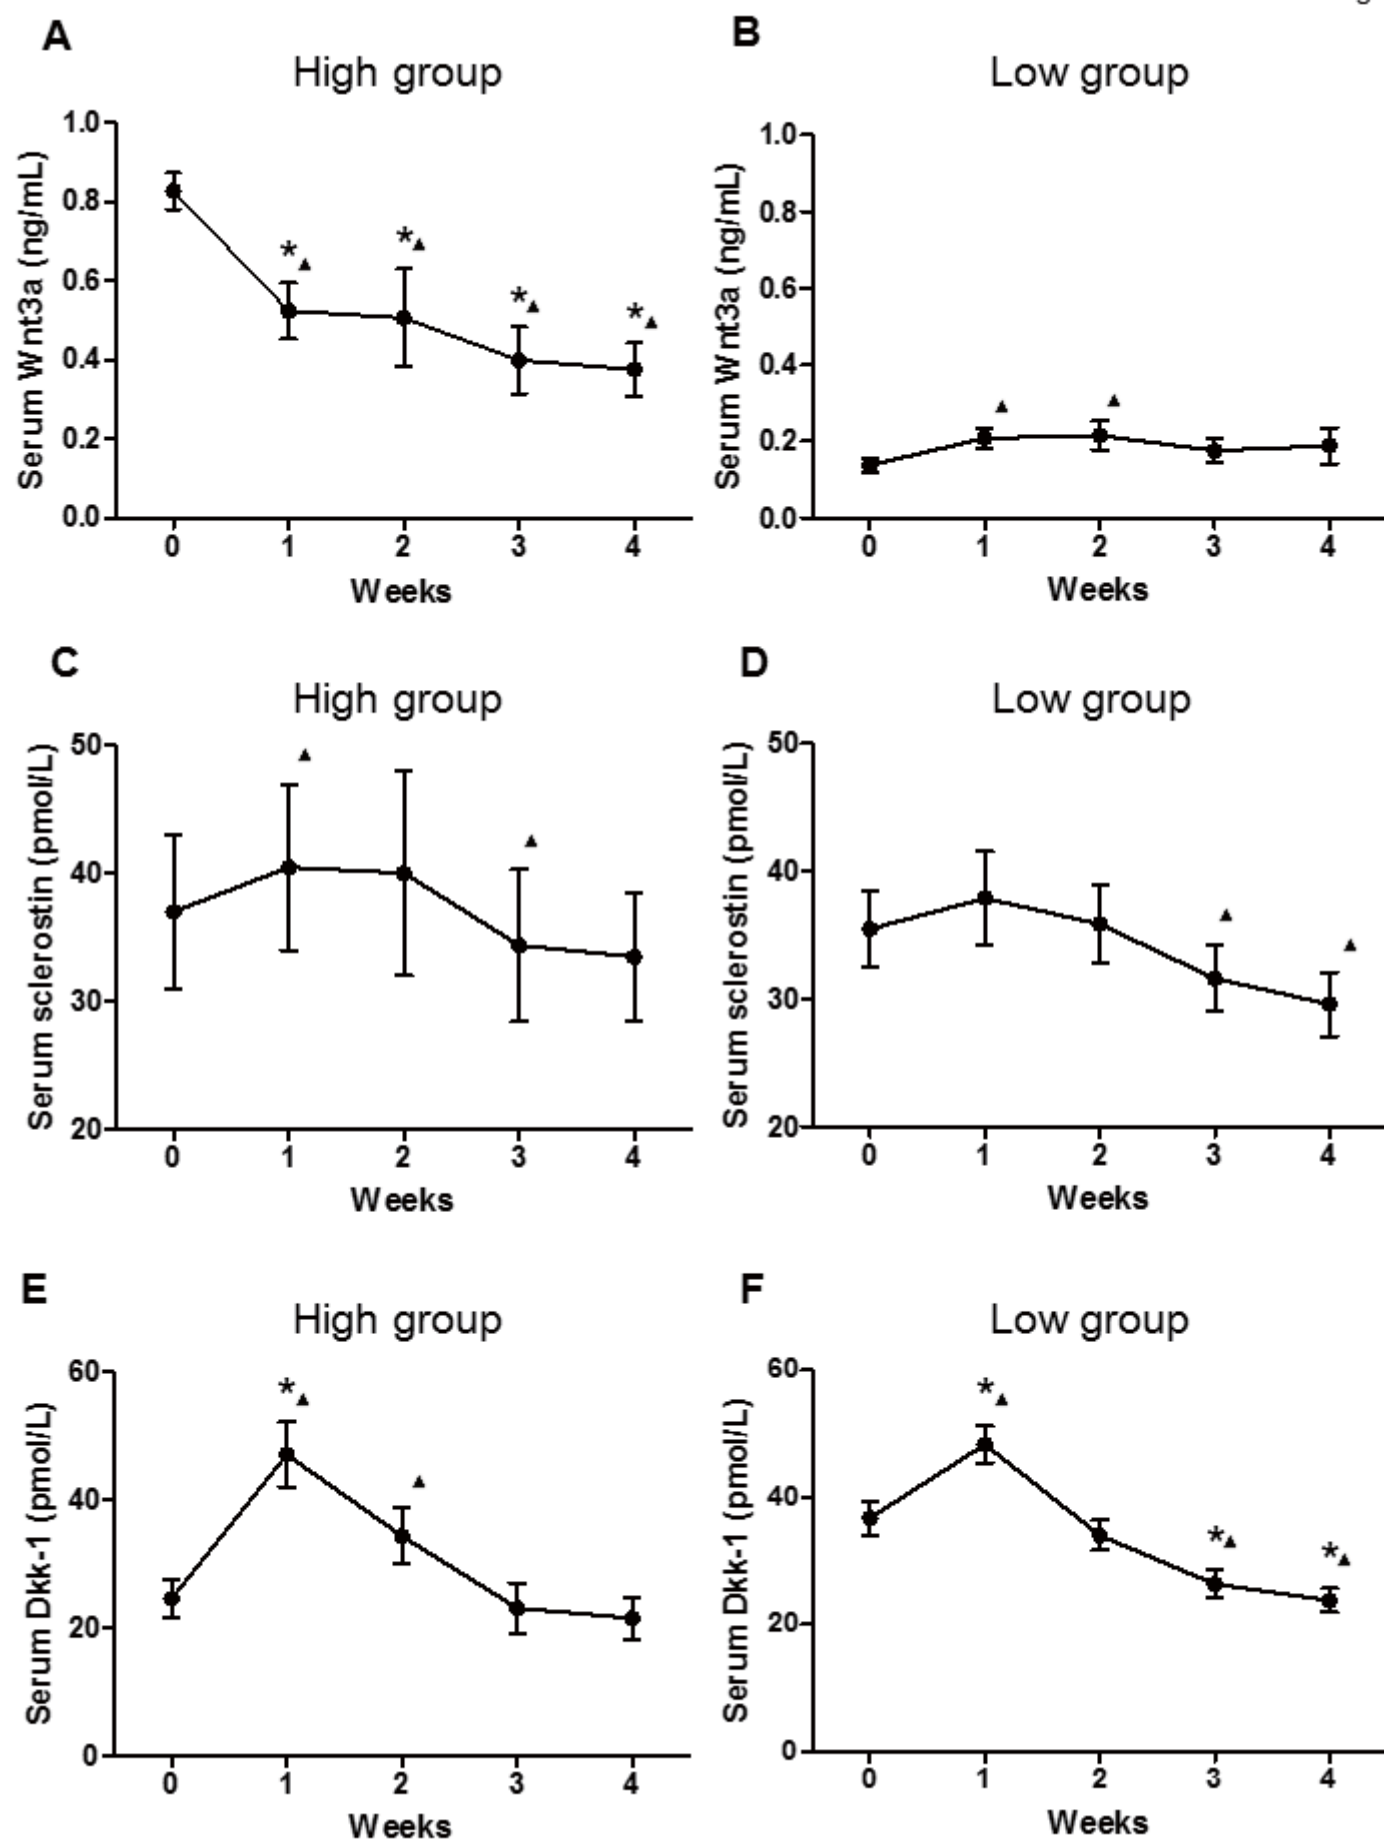 A
High group
Serum Wnt3a (ng/mL)
1.0
0.8
0.6
0.4
0.2
0.0
*▲
*▲
*▲
*▲
0 1 2 3 4
Weeks
B
Low group
Serum Wnt3a (ng/mL)
1.0
0.8
0.6
0.4
0.2
0.0
▲
▲
0 1 2 3 4
Weeks
C
High group
Serum sclerostin (pmol/L)
50
40
30
20
▲
▲
0 1 2 3 4
Weeks
D
Low group
Serum sclerostin (pmol/L)
50
40
30
20
▲
▲
0 1 2 3 4
Weeks
E
High group
Serum Dkk-1 (pmol/L)
60
40
20
0
*▲
▲
0 1 2 3 4
Weeks
F
Low group
Serum Dkk-1 (pmol/L)
60
40
20
0
*▲
*▲
*▲
0 1 2 3 4
Weeks